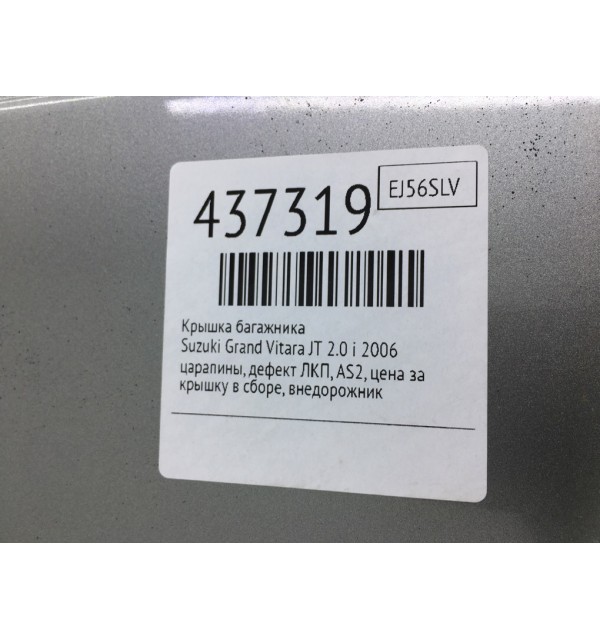 437319
EJ56SLV
Крышка багажника
Suzuki Grand Vitara JT 2.0 i 2006
царапины, дефект ЛКП, AS2, цена за
крышку в сборе, внедорожник